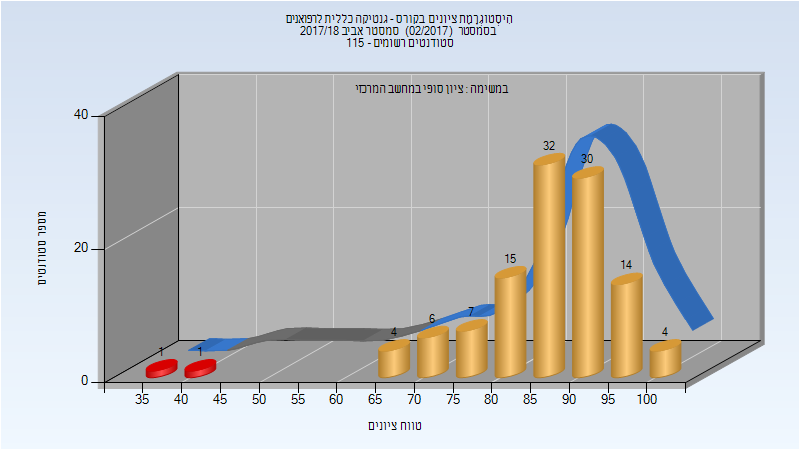 היסטוגרמת ציונים בקורס - גנטיקה כללית לרפואנים
בסמסטר (02/2017) סמסטר אביב 2017/18
סטודנטים רשומים - 115
במשימה : ציון סופי במחשב המרכזי
מספר סטודנטים
40
20
0
1
1
4
6
7
15
32
30
14
4
35 40 45 50 55 60 65 70 75 80 85 90 95 100
טווח ציונים